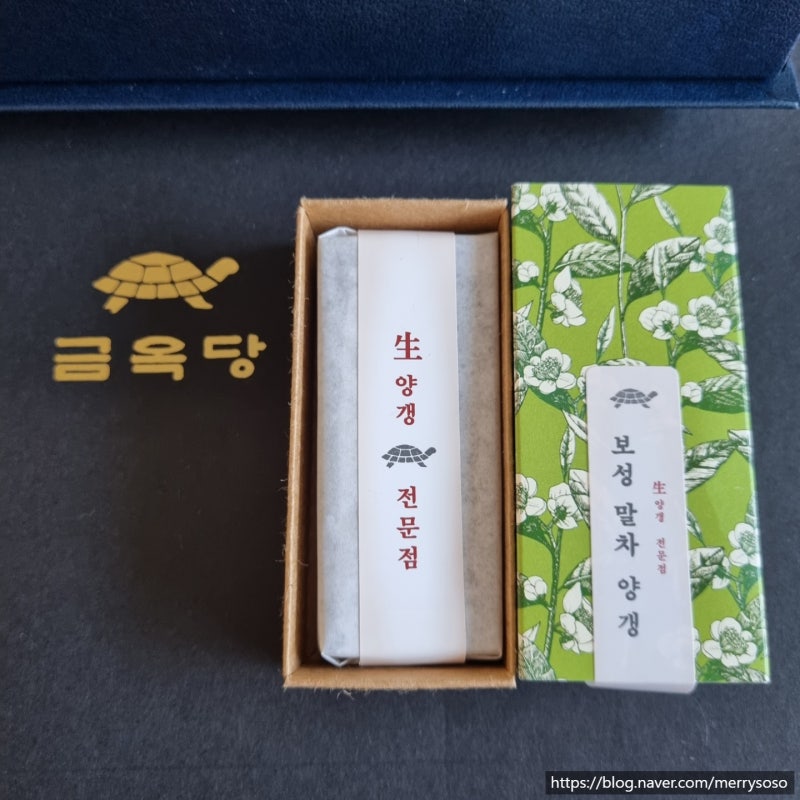 금옥당
生 양갱
전문점
보성 말차 양갱
生 양갱 전문점
https://blog.naver.com/merrysoso